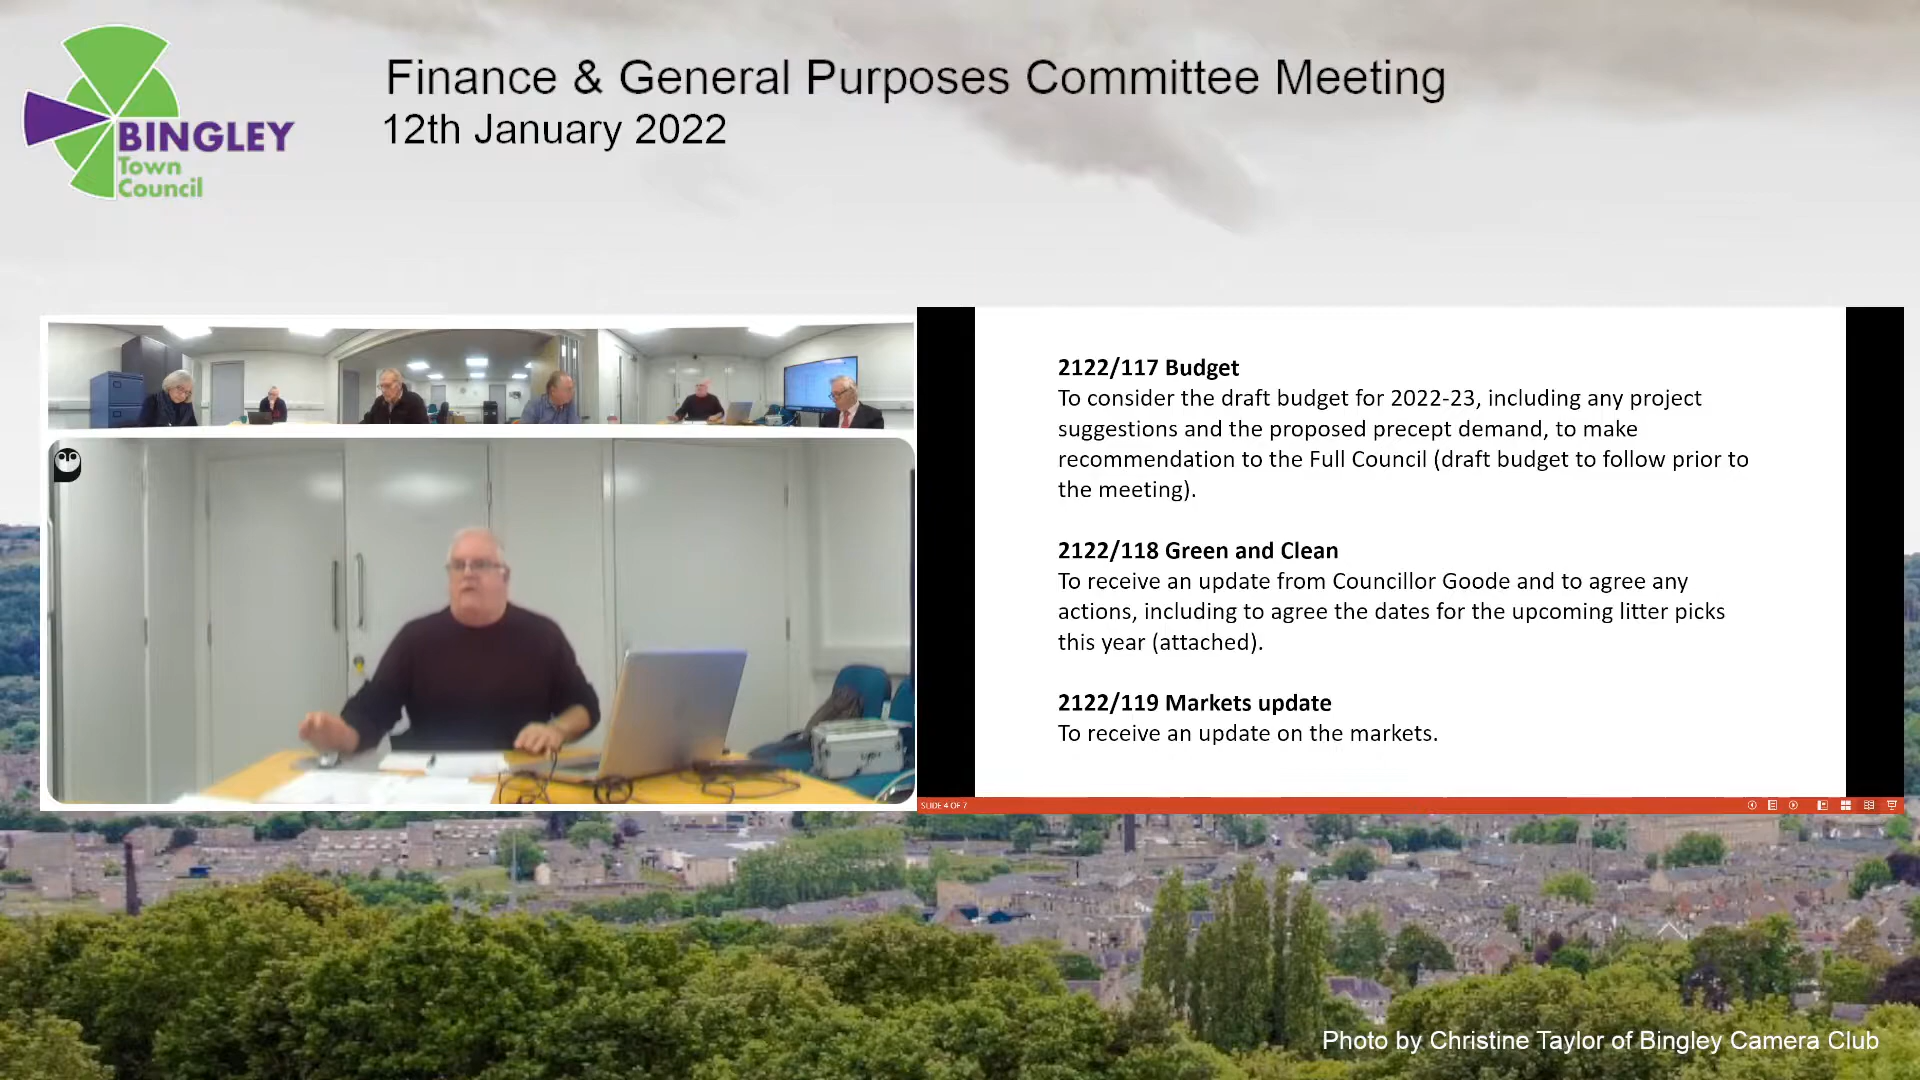 BINGLEY
Town
Council
Finance & General Purposes Committee Meeting
12th January 2022
2122/117 Budget
To consider the draft budget for 2022-23, including any project
suggestions and the proposed precept demand, to make
recommendation to the Full Council (draft budget to follow prior to
the meeting).
2122/118 Green and Clean
To receive an update from Councillor Goode and to agree any
actions, including to agree the dates for the upcoming litter picks
this year (attached).
2122/119 Markets update
To receive an update on the markets.
SLIDE 4 OF 7
Photo by Christine Taylor of Bingley Camera Club